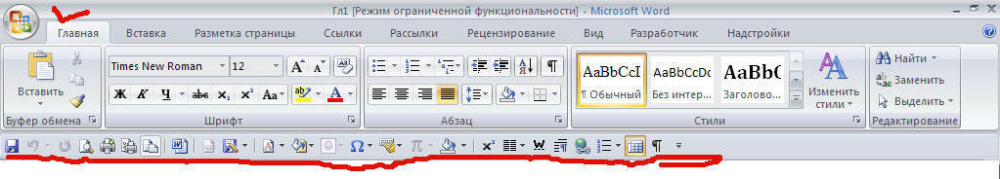 Гл1 [Режим ограниченной функциональности] - Microsoft Word
Главная Вставка Разметка страницы Ссылки Рассылки Рецензирование Вид Разработчик Надстройки
Times New Roman 12 AaBbCcI AaBbCcDc AaBbC Найти
Заменить
Вставить Ж К Ч abc x₂ x² Aa ab A ¶ Обычный Без интер... Заголово... Изменить стили Выделить
Буфер обмена Шрифт Абзац Стили Редактирование